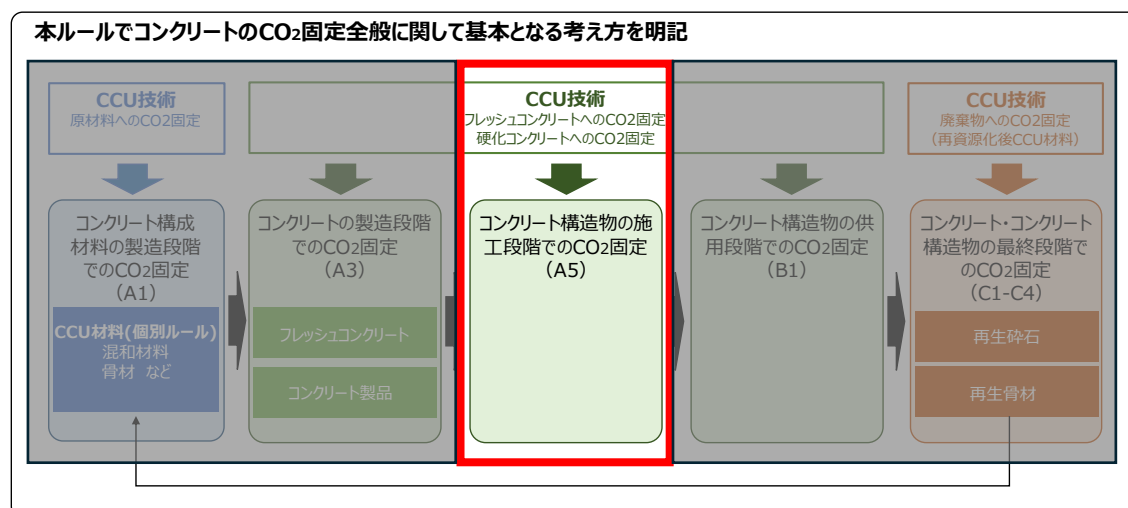 本ルールでコンクリートのCO₂固定全般に関して基本となる考え方を明記
CCU技術
原材料へのCO2固定
CCU技術
フレッシュコンクリートへのCO2固定
硬化コンクリートへのCO2固定
CCU技術
廃棄物へのCO2固定
(再資源化後CCU材料)
コンクリート構成
材料の製造段階
でのCO2固定
(A1)
CCU材料(個別ルール)
混和材料
骨材 など
コンクリートの製造段階
でのCO2固定
(A3)
フレッシュコンクリート
コンクリート製品
コンクリート構造物の施
工段階でのCO2固定
(A5)
コンクリート構造物の供
用段階でのCO2固定
(B1)
コンクリート・コンクリート
構造物の最終段階で
のCO2固定
(C1-C4)
再生砕石
再生骨材